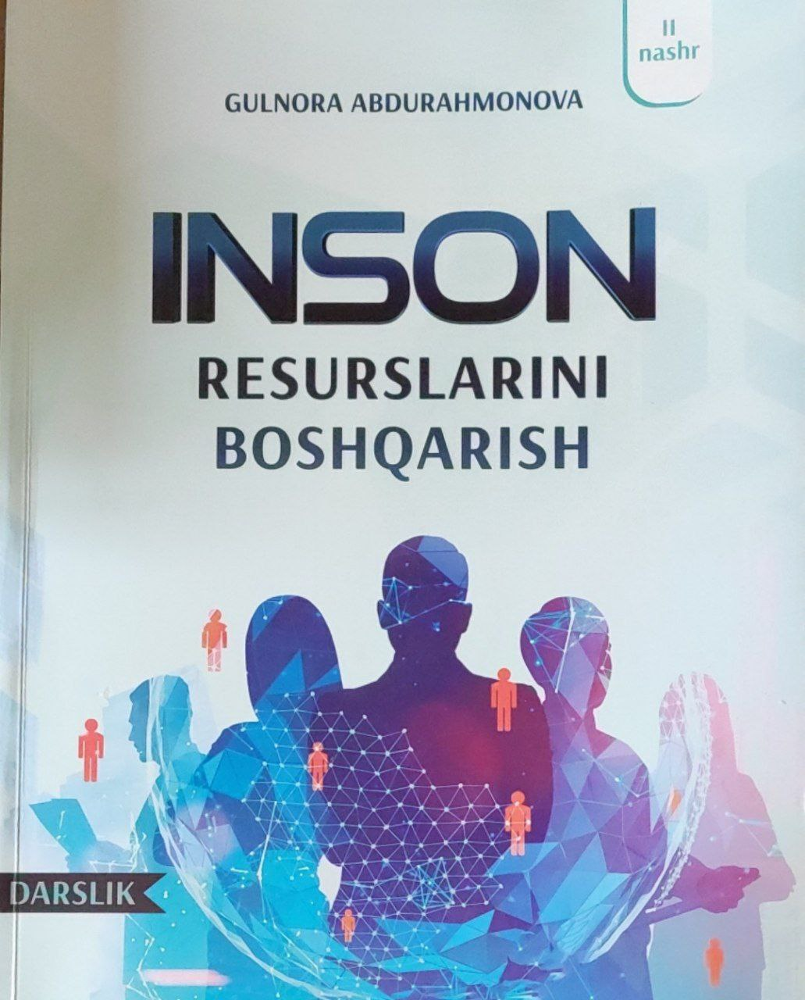 II
nashr
GULNORA ABDURAHMONOVA
INSON
RESURSLARINI
BOSHQARISH
DARSLIK